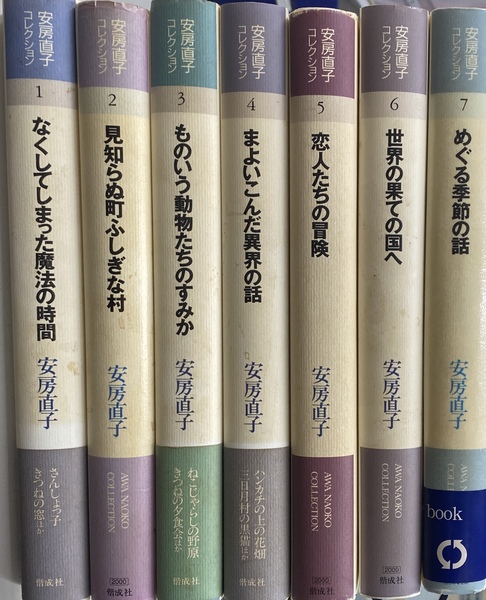 安房直子
コレクション
1
なくしてしまった魔法の時間
安房直子
さんしょっ子
きつねの窓ほか
安房直子
コレクション
2
見知らぬ町ふしぎな村
安房直子
AWA NAOKO
COLLECTION
[2000]
偕成社
安房直子
コレクション
3
ものいう動物たちのすみか
安房直子
ねこじゃらしの野原
きつねの夕食会ほか
偕成社
安房直子
コレクション
4
まよいこんだ異界の話
安房直子
ハンカチの上の花畑
三日月村の黒猫ほか
偕成社
安房直子
コレクション
5
恋人たちの冒険
安房直子
AWA NAOKO
COLLECTION
[2000]
偕成社
安房直子
コレクション
6
世界の果ての国へ
安房直子
AWA NAOKO
COLLECTION
[2000]
偕成社
安房直子
コレクション
7
めぐる季節の話
安房直子
AWA NAOKO
COLLECTION
book